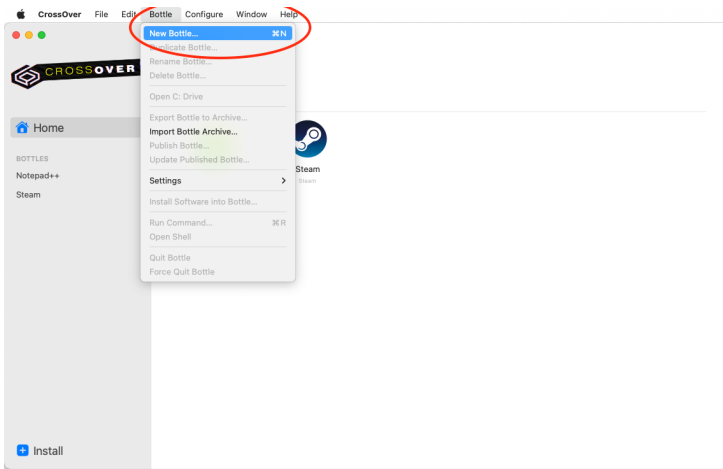 CrossOver File Edit Bottle Configure Window Help
New Bottle... ⌘N
Duplicate Bottle...
Rename Bottle...
Delete Bottle...
Open C: Drive
Export Bottle to Archive...
Import Bottle Archive...
Publish Bottle...
Update Published Bottle...
Settings
Install Software into Bottle...
Run Command... ⌘R
Open Shell
Quit Bottle
Force Quit Bottle
CROSSOVER
Home
BOTTLES
Notepad++
Steam
Steam
Steam
Install